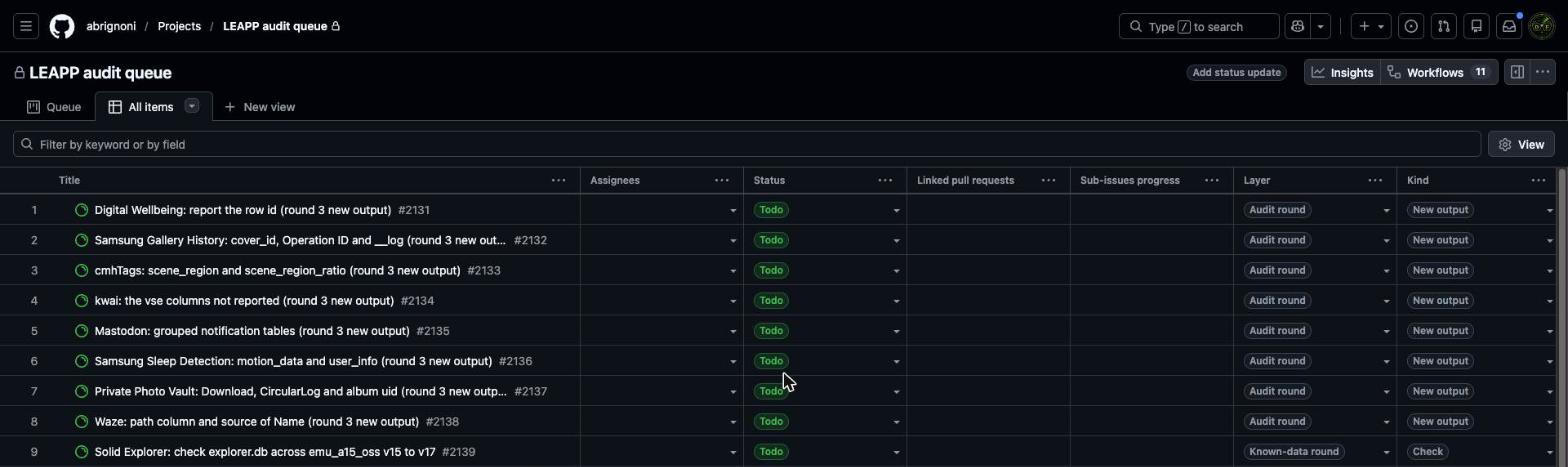 abrignoni / Projects / LEAPP audit queue Type / to search
LEAPP audit queue Add status update Insights Workflows 11
Queue All items + New view
Filter by keyword or by field View
Title Assignees Status Linked pull requests Sub-issues progress Layer Kind
1 Digital Wellbeing: report the row id (round 3 new output) #2131 Todo Audit round New output
2 Samsung Gallery History: cover_id, Operation ID and __log (round 3 new out... #2132 Todo Audit round New output
3 cmhTags: scene_region and scene_region_ratio (round 3 new output) #2133 Todo Audit round New output
4 kwai: the vse columns not reported (round 3 new output) #2134 Todo Audit round New output
5 Mastodon: grouped notification tables (round 3 new output) #2135 Todo Audit round New output
6 Samsung Sleep Detection: motion_data and user_info (round 3 new output) #2136 Todo Audit round New output
7 Private Photo Vault: Download, CircularLog and album uid (round 3 new outp... #2137 Todo Audit round New output
8 Waze: path column and source of Name (round 3 new output) #2138 Todo Audit round New output
9 Solid Explorer: check explorer.db across emu_a15_oss v15 to v17 #2139 Todo Known-data round Check